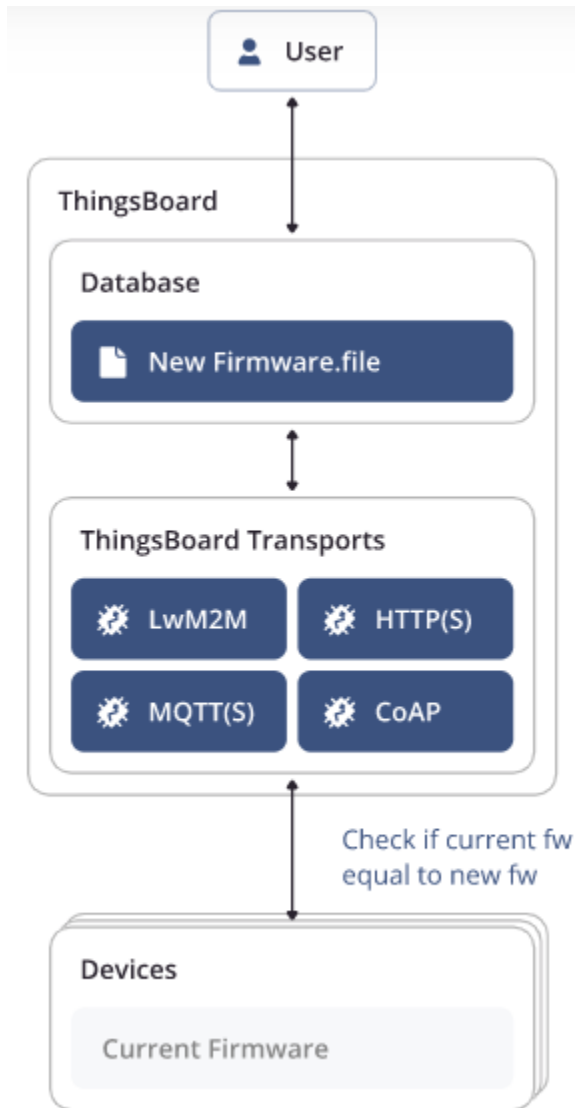 User
ThingsBoard
Database
New Firmware.file
ThingsBoard Transports
LwM2M
HTTP(S)
MQTT(S)
CoAP
Check if current fw
equal to new fw
Devices
Current Firmware